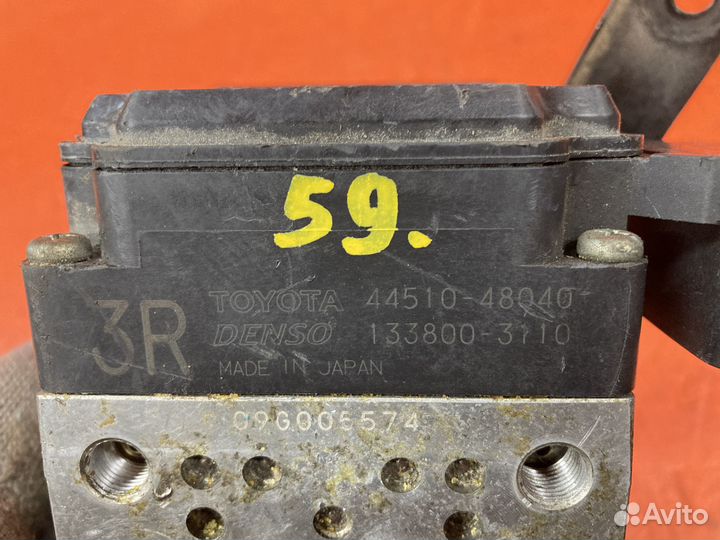 59.
3R
TOYOTA 44510-48040
DENSO 133800-3110
MADE IN JAPAN
09G005574
Avito